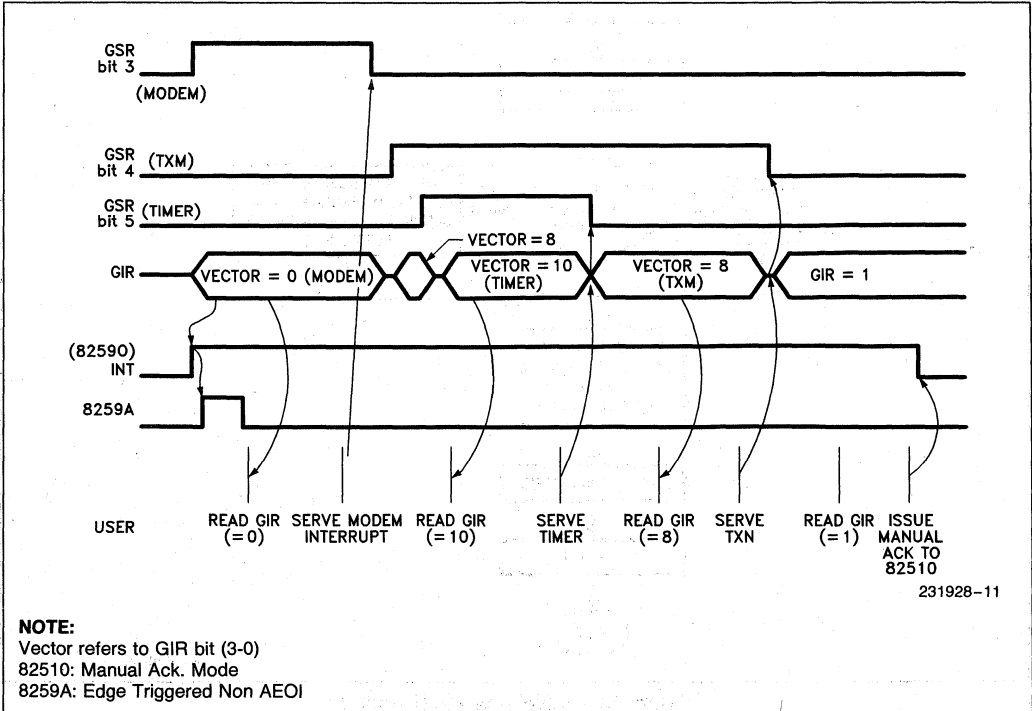 GSR
bit 3
(MODEM)
GSR
bit 4
(TXM)
GSR
bit 5
(TIMER)
VECTOR = 8
GIR
VECTOR = 0 (MODEM)
VECTOR = 10
(TIMER)
VECTOR = 8
(TXM)
GIR = 1
(82590)
INT
8259A
USER
READ GIR
(= 0)
SERVE MODEM
INTERRUPT
READ GIR
(= 10)
SERVE
TIMER
READ GIR
(= 8)
SERVE
TXN
READ GIR
(= 1)
ISSUE
MANUAL
ACK TO
82510
231928-11
NOTE:
Vector refers to GIR bit (3-0)
82510: Manual Ack. Mode
8259A: Edge Triggered Non AEOI